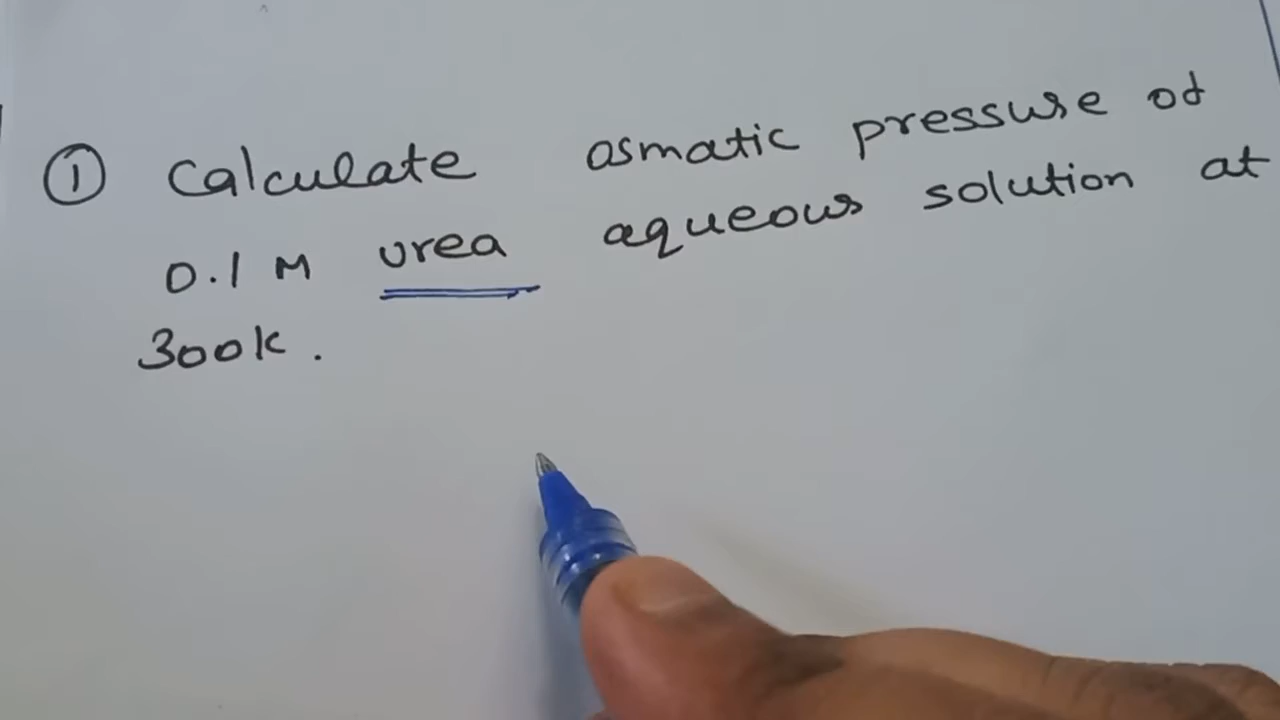 ① Calculate osmatic pressure of
0.1 M urea aqueous solution at
300k.